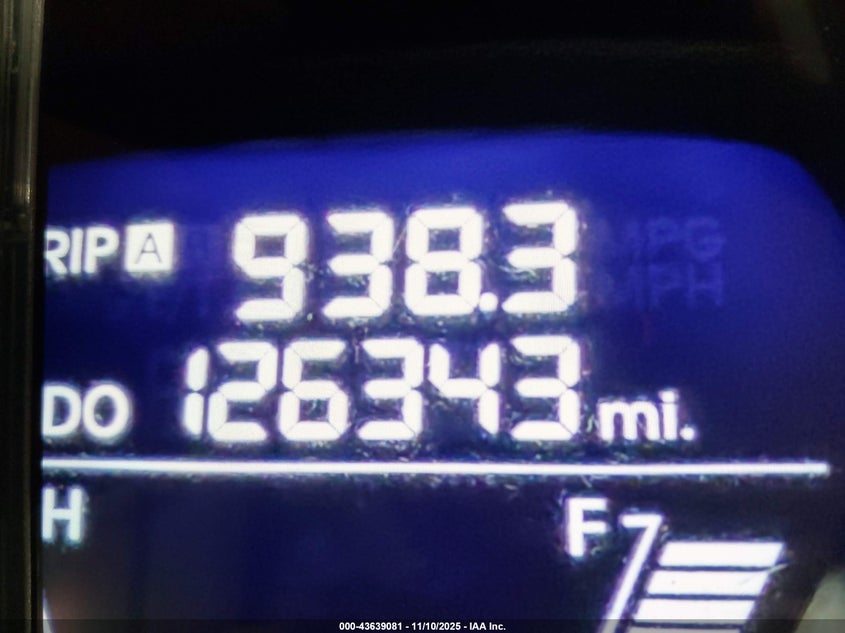 RIP A 938.3
DO 126343 mi.
H F
000-43639081 - 11/10/2025 - IAA Inc.